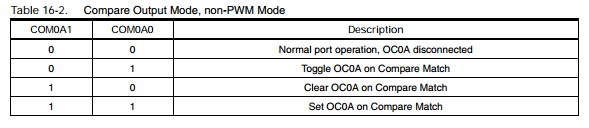 Table 16-2. Compare Output Mode, non-PWM Mode
COM0A1 COM0A0 Description
0 0 Normal port operation, OC0A disconnected
0 1 Toggle OC0A on Compare Match
1 0 Clear OC0A on Compare Match
1 1 Set OC0A on Compare Match